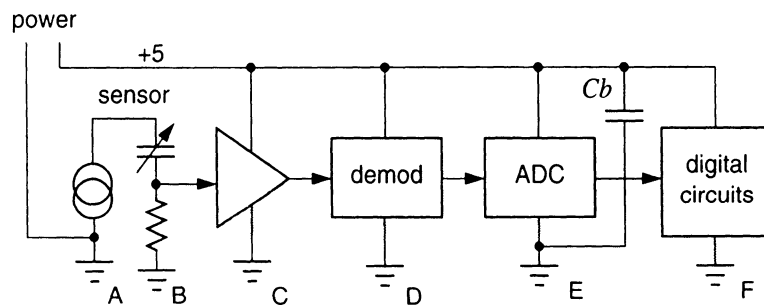 power
+5
sensor
Cb
demod
ADC
digital
circuits
A
B
C
D
E
F